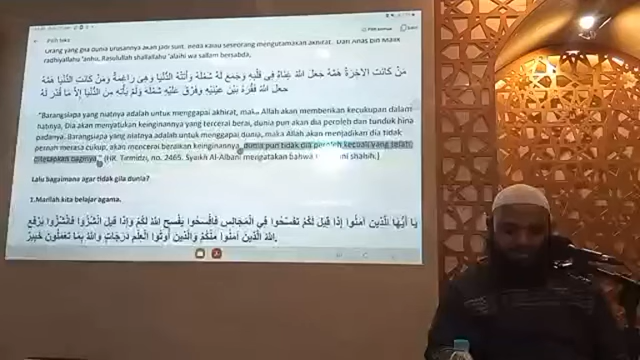 Orang yang gila dunia urusannya akan jadi sulit. Beda kalau seseorang mengutamakan akhirat. Dari Anas bin Malik
radhiyallahu 'anhu, Rasulullah shallallahu 'alaihi wa sallam bersabda,
مَنْ كَانَتِ الآخِرَةُ هَمَّهُ جَعَلَ اللَّهُ غِنَاهُ فِى قَلْبِهِ وَجَمَعَ لَهُ شَمْلَهُ وَأَتَتْهُ الدُّنْيَا وَهِىَ رَاغِمَةٌ وَمَنْ كَانَتِ الدُّنْيَا هَمَّهُ
جَعَلَ اللَّهُ فَقْرَهُ بَيْنَ عَيْنَيْهِ وَفَرَّقَ عَلَيْهِ شَمْلَهُ وَلَمْ يَأْتِهِ مِنَ الدُّنْيَا إِلاَّ مَا قُدِّرَ لَهُ
"Barangsiapa yang niatnya adalah untuk menggapai akhirat, maka Allah akan memberikan kecukupan dalam
hatinya, Dia akan menyatukan keinginannya yang tercerai berai, dunia pun akan dia peroleh dan tunduk hina
padanya. Barangsiapa yang niatnya adalah untuk menggapai dunia, maka Allah akan menjadikan dia tidak
pernah merasa cukup, akan mencerai beraikan keinginannya, dunia pun tidak dia peroleh kecuali yang telah
ditetapkan baginya." (HR. Tirmidzi, no. 2465. Syaikh Al-Albani mengatakan bahwa ini shahih.)
Lalu bagaimana agar tidak gila dunia?
1. Marilah kita belajar agama.
يَا أَيُّهَا الَّذِينَ آمَنُوا إِذَا قِيلَ لَكُمْ تَفَسَّحُوا فِي الْمَجَالِسِ فَافْسَحُوا يَفْسَحِ اللَّهُ لَكُمْ وَإِذَا قِيلَ انْشُزُوا فَانْشُزُوا يَرْفَعِ
اللَّهُ الَّذِينَ آمَنُوا مِنْكُمْ وَالَّذِينَ أُوتُوا الْعِلْمَ دَرَجَاتٍ وَاللَّهُ بِمَا تَعْمَلُونَ خَبِيرٌ.